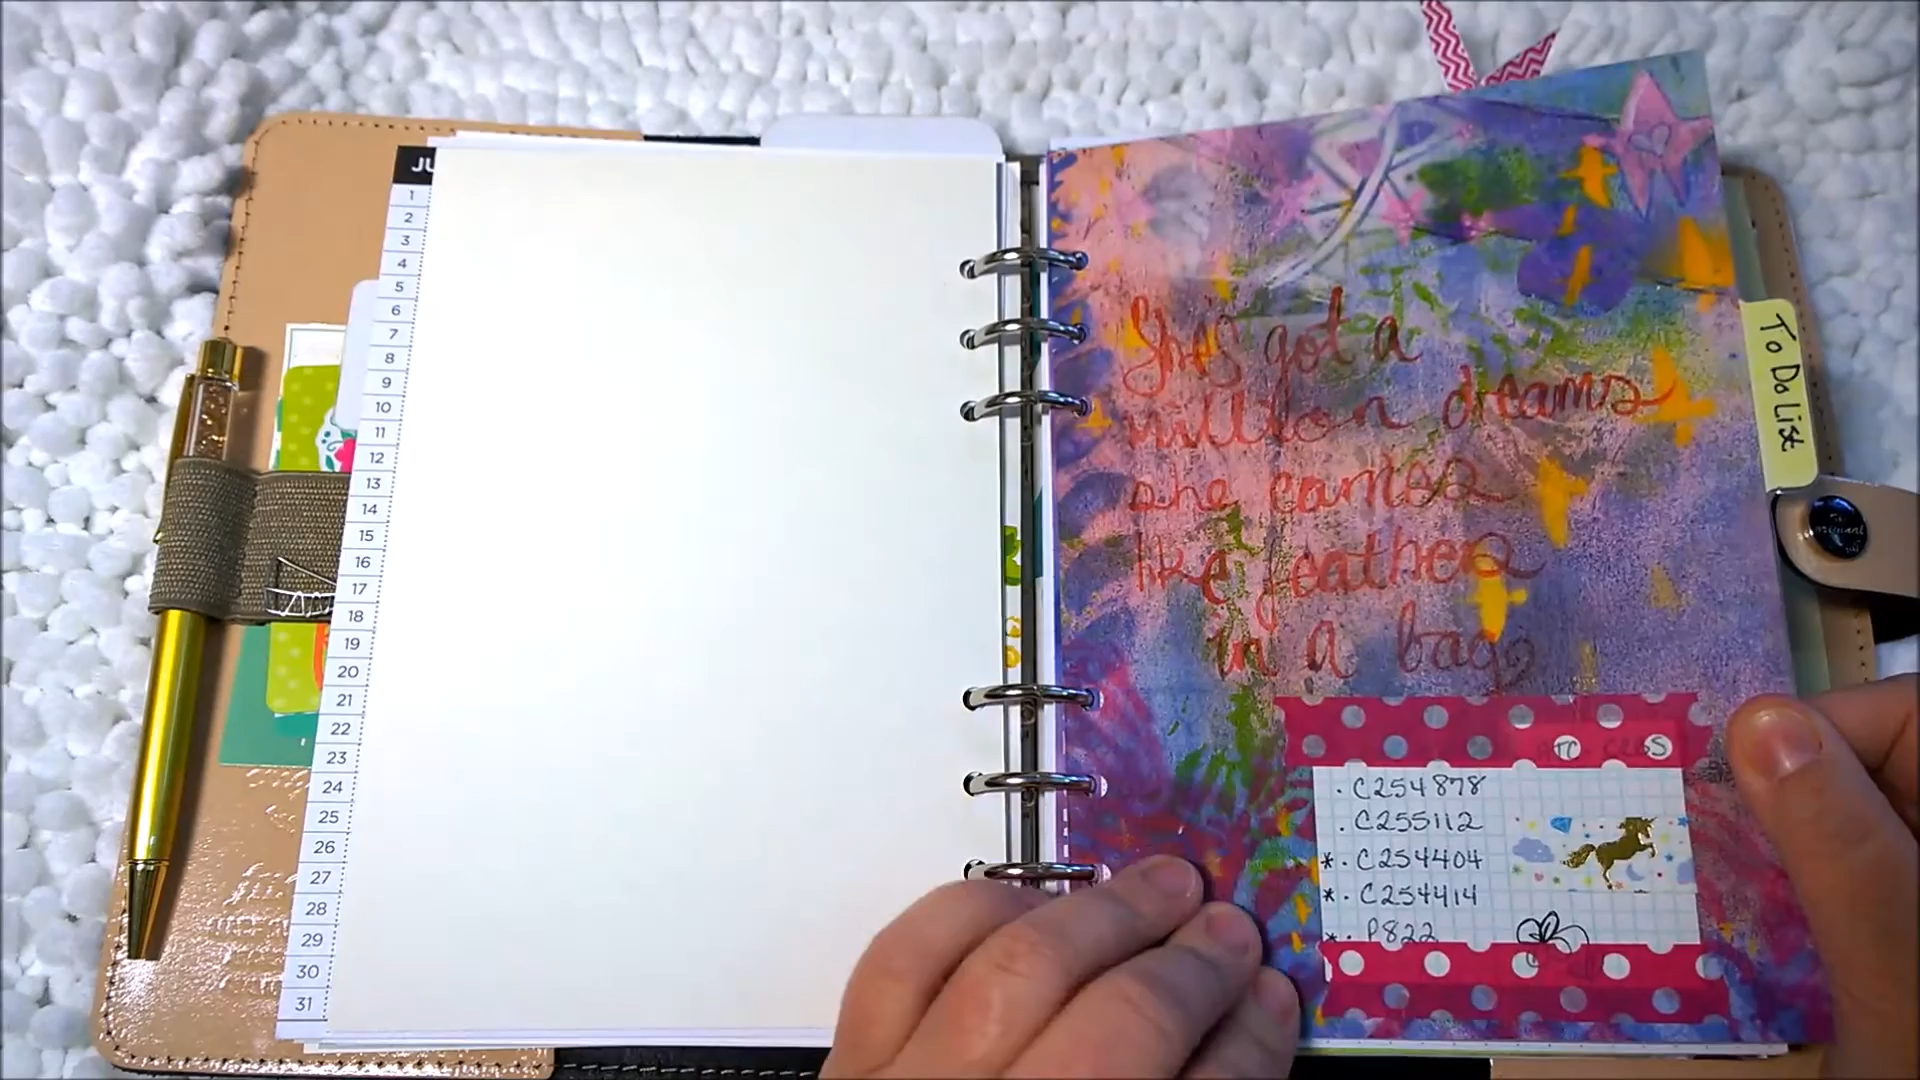 JU
1
2
3
4
5
6
7
8
9
10
11
12
13
14
15
16
17
18
19
20
21
22
23
24
25
26
27
28
29
30
31
She's got a
million dreams
she carries
like feathers
in a bag
To Do List
· C254878
· C255112
*· C254404
*· C254414
*· P822